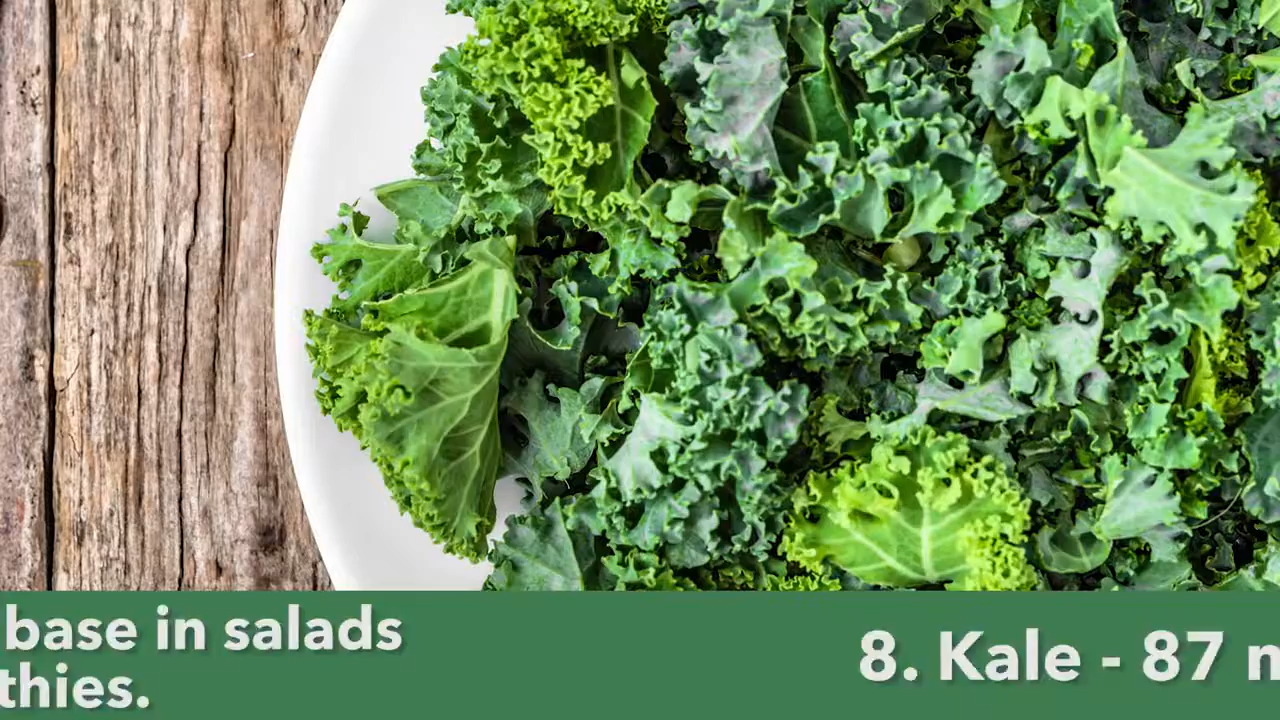 base in salads
thies.
8. Kale - 87